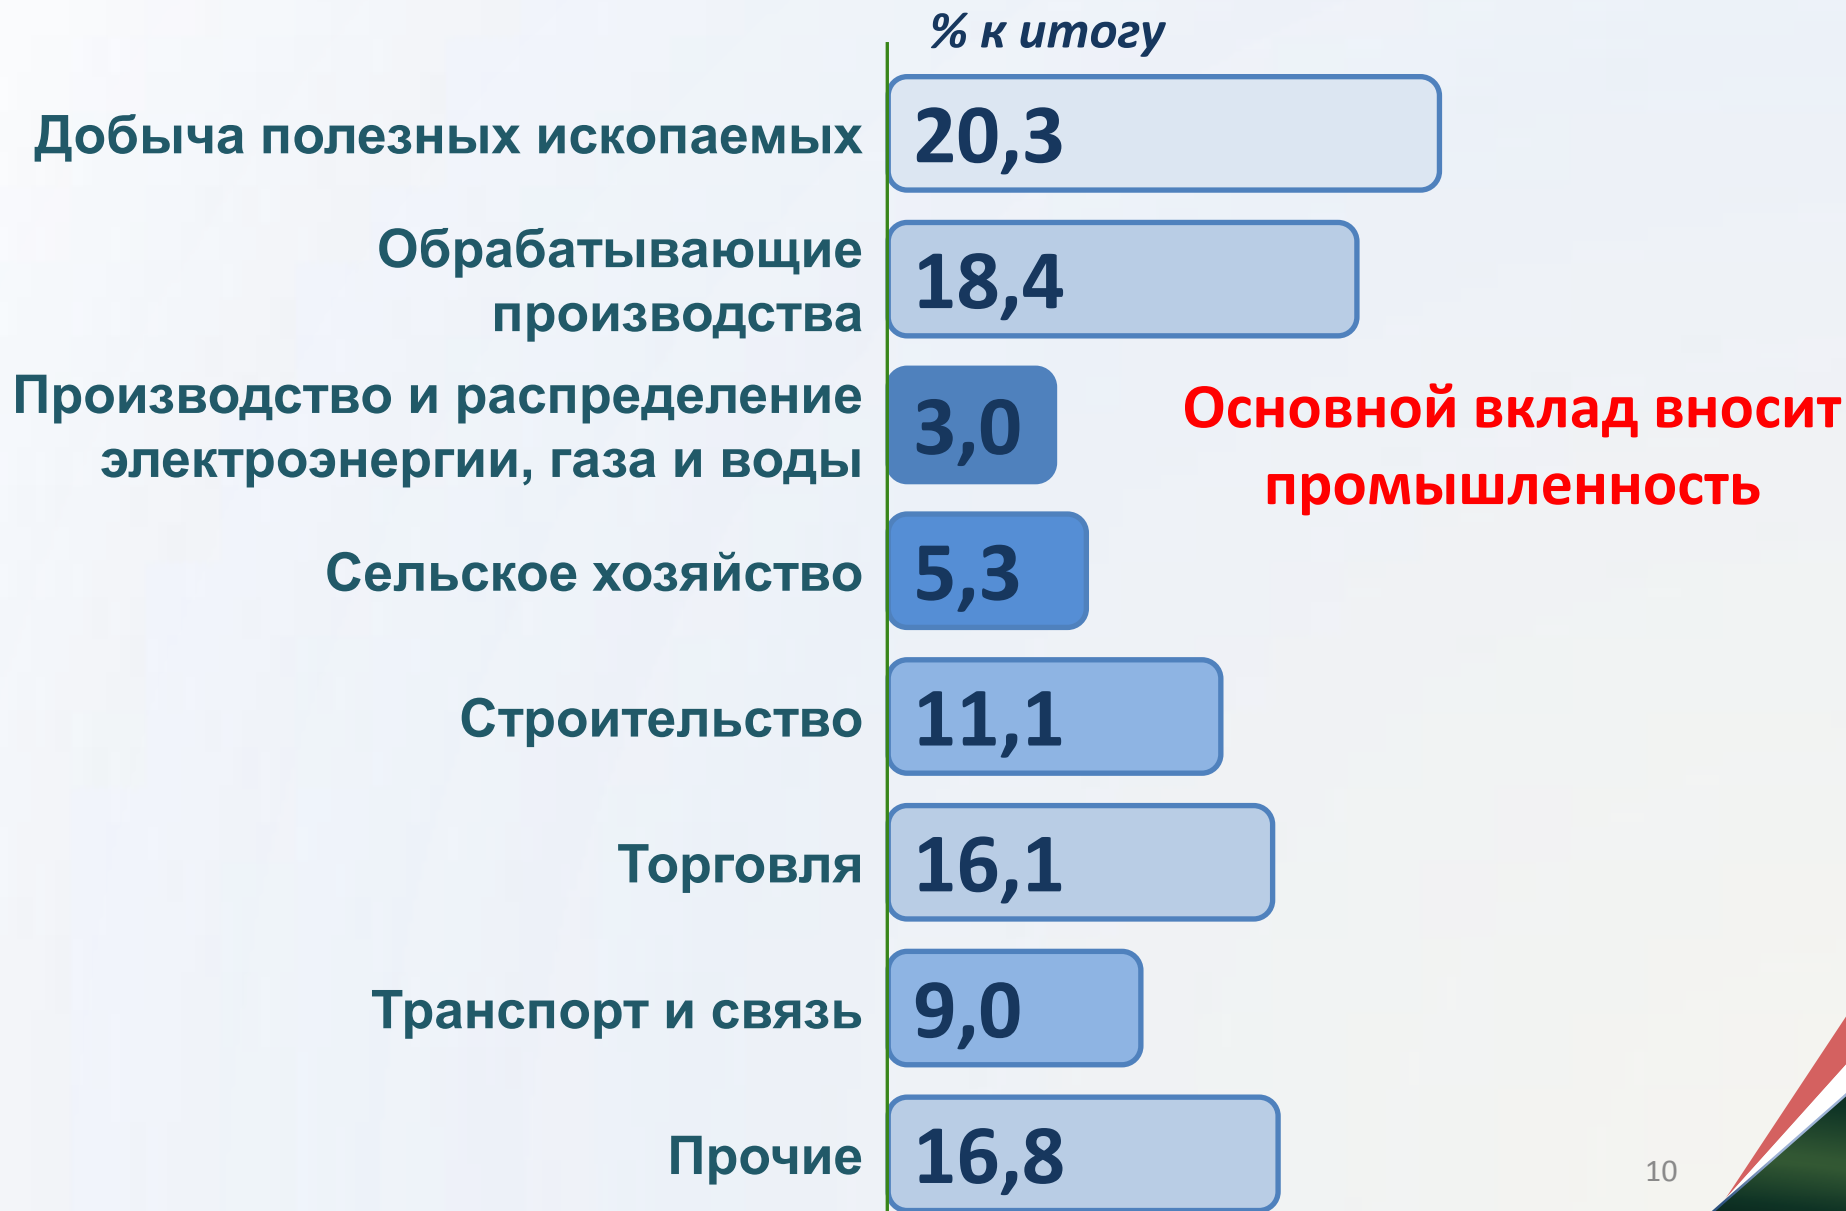 % к итогу
Добыча полезных ископаемых
20,3
Обрабатывающие
производства
18,4
Производство и распределение
электроэнергии, газа и воды
3,0
Основной вклад вносит
промышленность
Сельское хозяйство
5,3
Строительство
11,1
Торговля
16,1
Транспорт и связь
9,0
Прочие
16,8
10